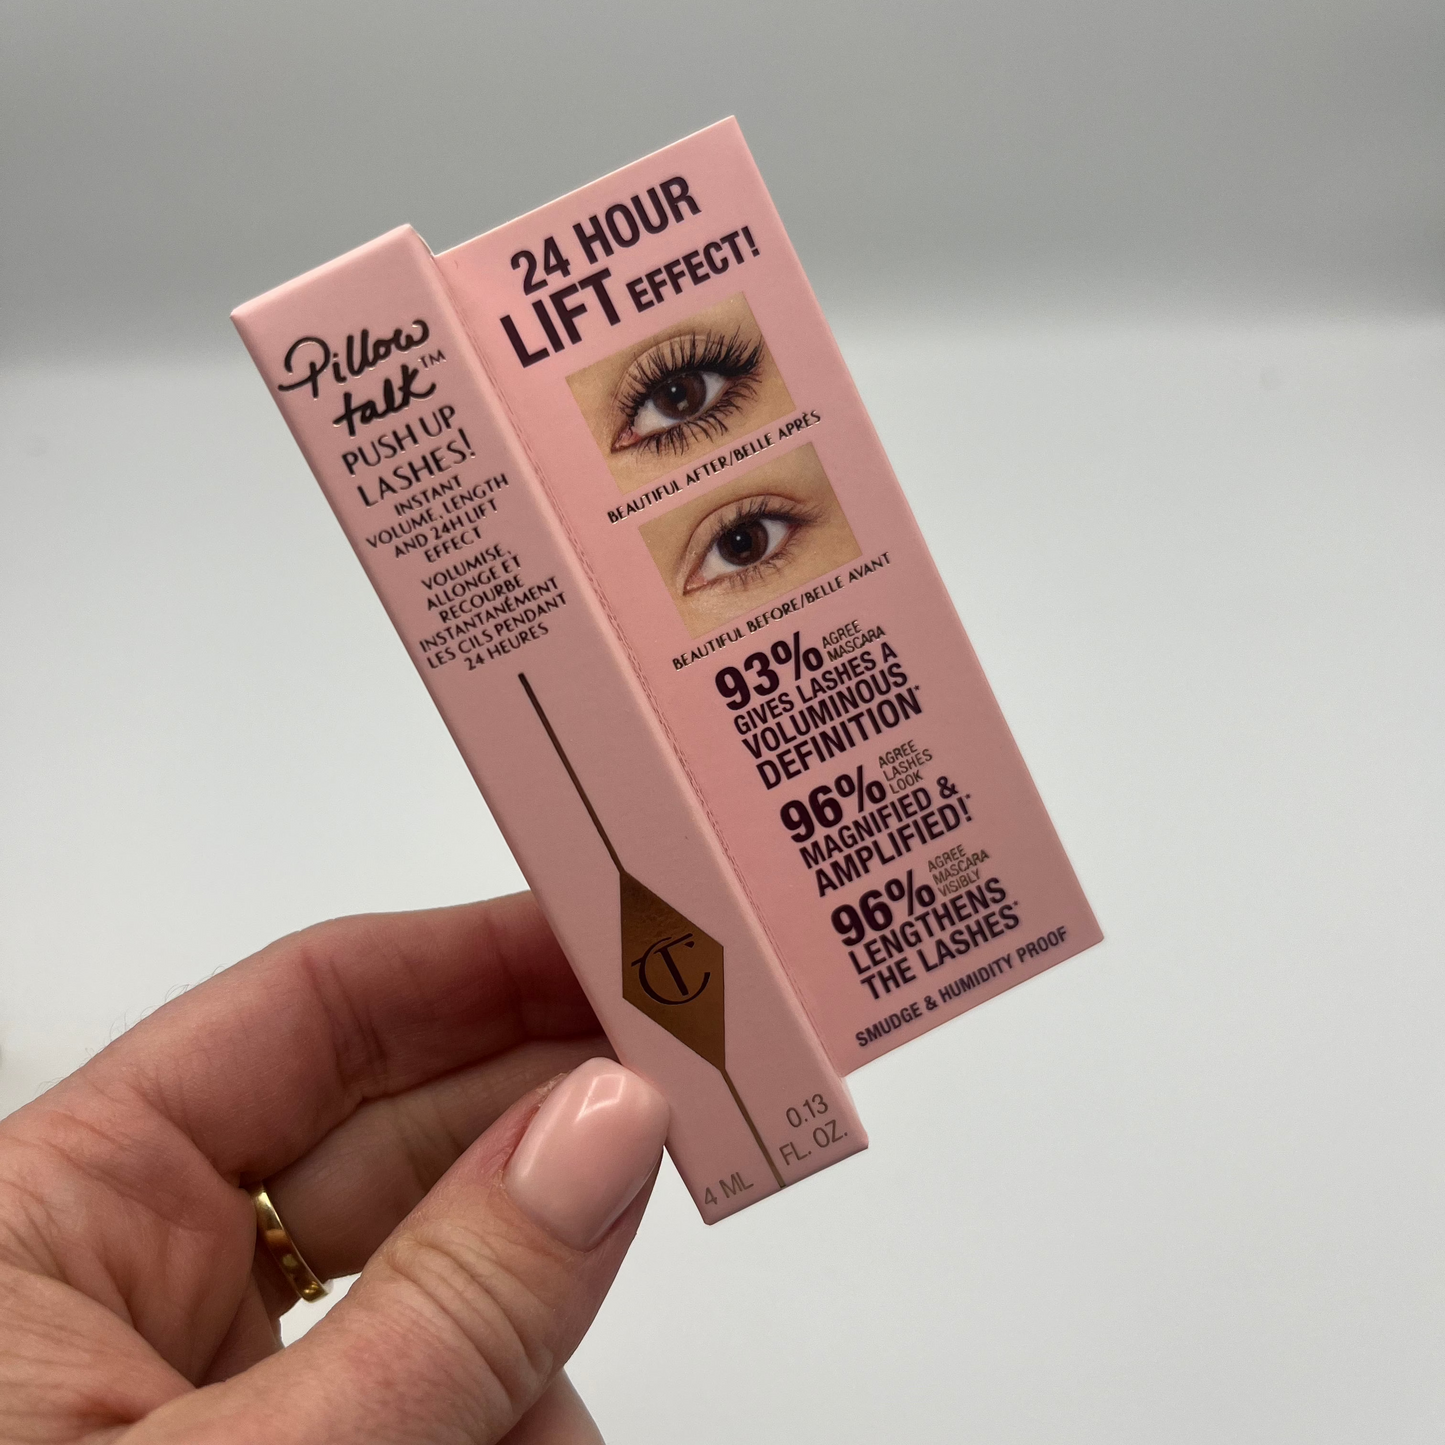 Pillow
talk™
PUSH UP
LASHES!
INSTANT
VOLUME, LENGTH
AND 24H LIFT
EFFECT
VOLUMISE,
ALLONGE ET
RECOURBE
INSTANTANÉMENT
LES CILS PENDANT
24 HEURES
CT
4 ML
0.13
FL. OZ.
24 HOUR
LIFT EFFECT!
BEAUTIFUL AFTER/BELLE APRÈS
BEAUTIFUL BEFORE/BELLE AVANT
93% AGREE
MASCARA
GIVES LASHES A
VOLUMINOUS
DEFINITION*
96% AGREE
LASHES
LOOK
MAGNIFIED &
AMPLIFIED!*
96% AGREE
MASCARA
VISIBLY
LENGTHENS
THE LASHES*
SMUDGE & HUMIDITY PROOF